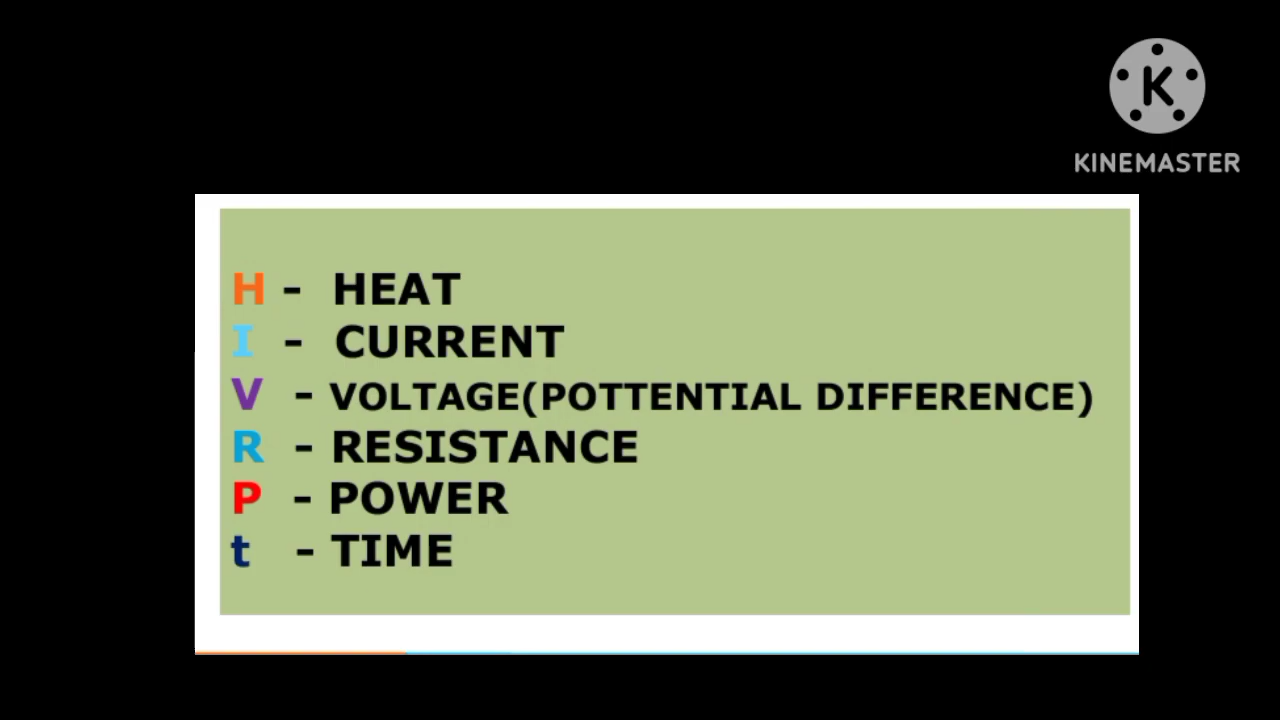 K
KINEMASTER
H - HEAT
I - CURRENT
V - VOLTAGE(POTTENTIAL DIFFERENCE)
R - RESISTANCE
P - POWER
t - TIME